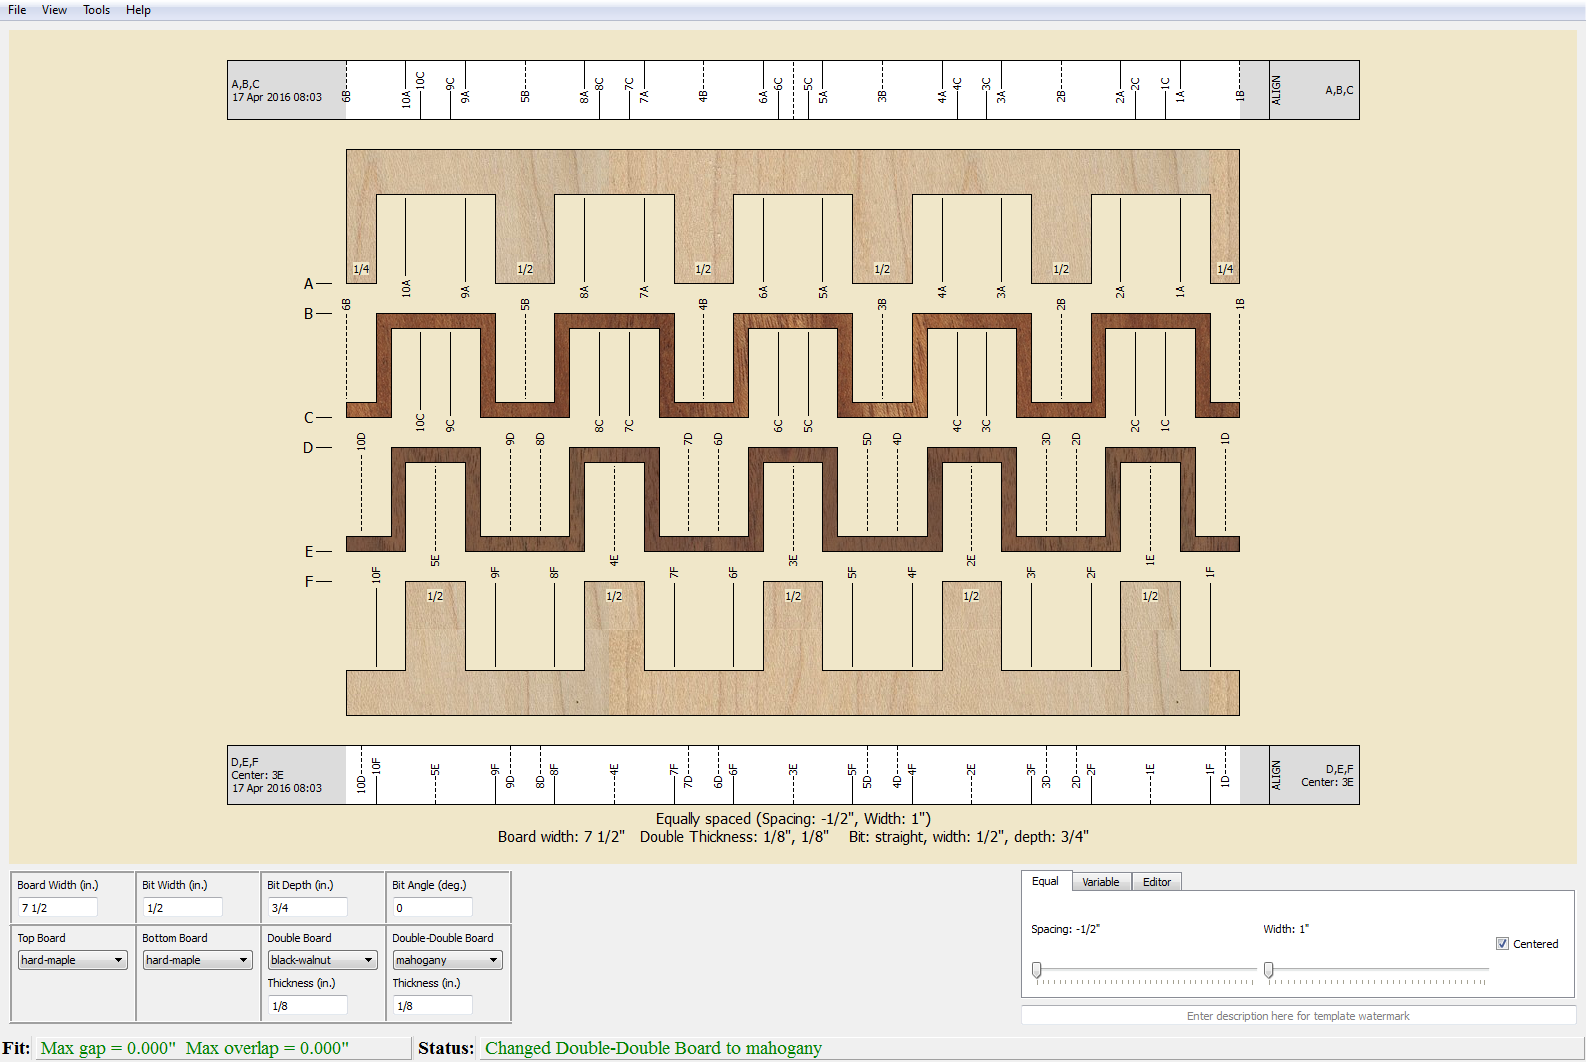 File View Tools Help
A,B,C
17 Apr 2016 08:03
6B 10A 10C 9C 9A 5B 8A 8C 7C 7A 4B 6A 6C 5C 5A 3B 4A 4C 3C 3A 2B 2A 2C 1C 1A 1B
ALIGN
A,B,C
1/4 1/2 1/2 1/2 1/2 1/4
A
10A 9A 8A 7A 6A 5A 4A 3A 2A 1A
6B 5B 4B 3B 2B 1B
B
C
10C 9C 8C 7C 6C 5C 4C 3C 2C 1C
10D 9D 8D 7D 6D 5D 4D 3D 2D 1D
D
E
5E 4E 3E 2E 1E
10F 9F 8F 7F 6F 5F 4F 3F 2F 1F
F
1/2 1/2 1/2 1/2 1/2
D,E,F
Center: 3E
17 Apr 2016 08:03
10D 10F 5E 9F 9D 8D 8F 4E 7F 7D 6D 6F 3E 5F 5D 4D 4F 2E 3F 3D 2D 2F 1E 1F 1D
ALIGN
D,E,F
Center: 3E
Equally spaced (Spacing: -1/2", Width: 1")
Board width: 7 1/2" Double Thickness: 1/8", 1/8" Bit: straight, width: 1/2", depth: 3/4"
Board Width (in.) Bit Width (in.) Bit Depth (in.) Bit Angle (deg.)
7 1/2 1/2 3/4 0
Top Board Bottom Board Double Board Double-Double Board
hard-maple hard-maple black-walnut mahogany
Thickness (in.) Thickness (in.)
1/8 1/8
Equal Variable Editor
Spacing: -1/2" Width: 1"
Centered
Enter description here for template watermark
Fit: Max gap = 0.000" Max overlap = 0.000" Status: Changed Double-Double Board to mahogany